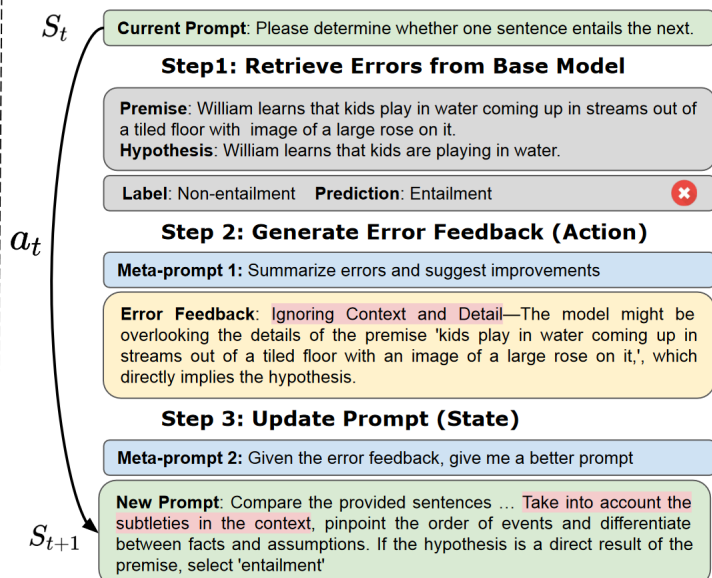 S_t
Current Prompt: Please determine whether one sentence entails the next.
Step1: Retrieve Errors from Base Model
Premise: William learns that kids play in water coming up in streams out of
a tiled floor with image of a large rose on it.
Hypothesis: William learns that kids are playing in water.
Label: Non-entailment Prediction: Entailment
a_t
Step 2: Generate Error Feedback (Action)
Meta-prompt 1: Summarize errors and suggest improvements
Error Feedback: Ignoring Context and Detail—The model might be
overlooking the details of the premise 'kids play in water coming up in
streams out of a tiled floor with an image of a large rose on it,', which
directly implies the hypothesis.
Step 3: Update Prompt (State)
Meta-prompt 2: Given the error feedback, give me a better prompt
New Prompt: Compare the provided sentences … Take into account the
subtleties in the context, pinpoint the order of events and differentiate
between facts and assumptions. If the hypothesis is a direct result of the
premise, select 'entailment'
S_{t+1}